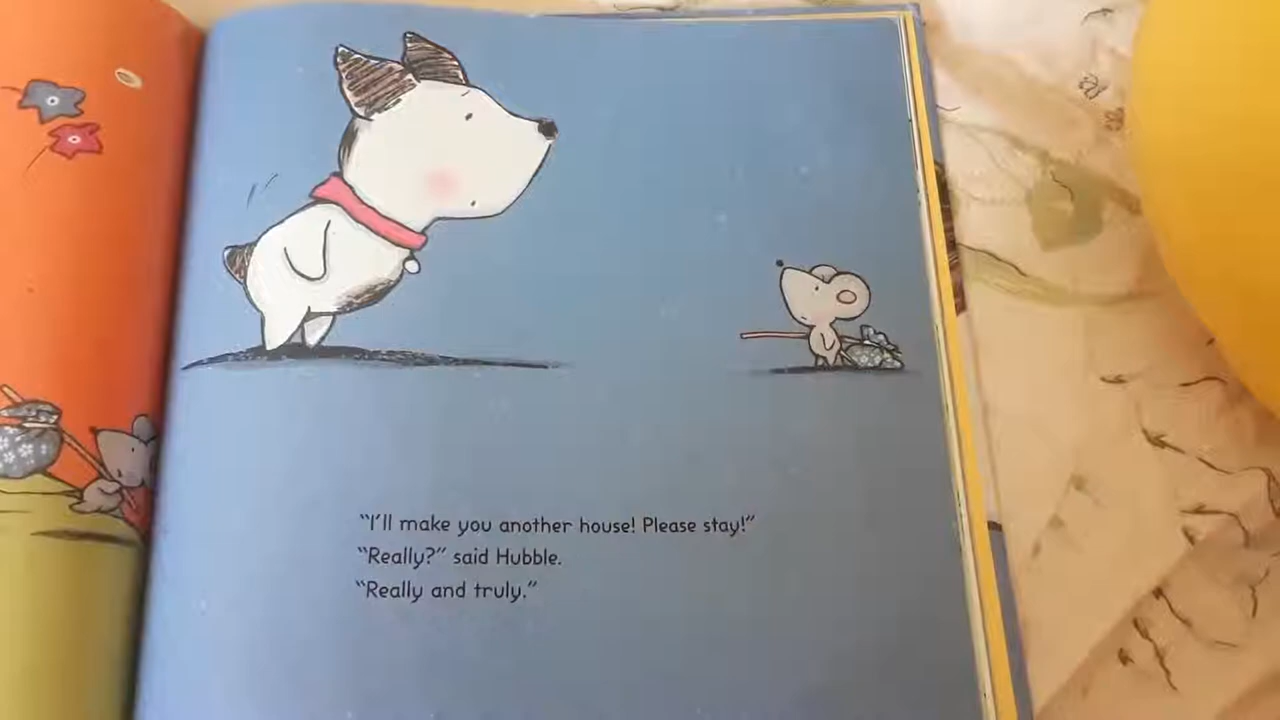 “I’ll make you another house! Please stay!”
“Really?” said Hubble.
“Really and truly.”